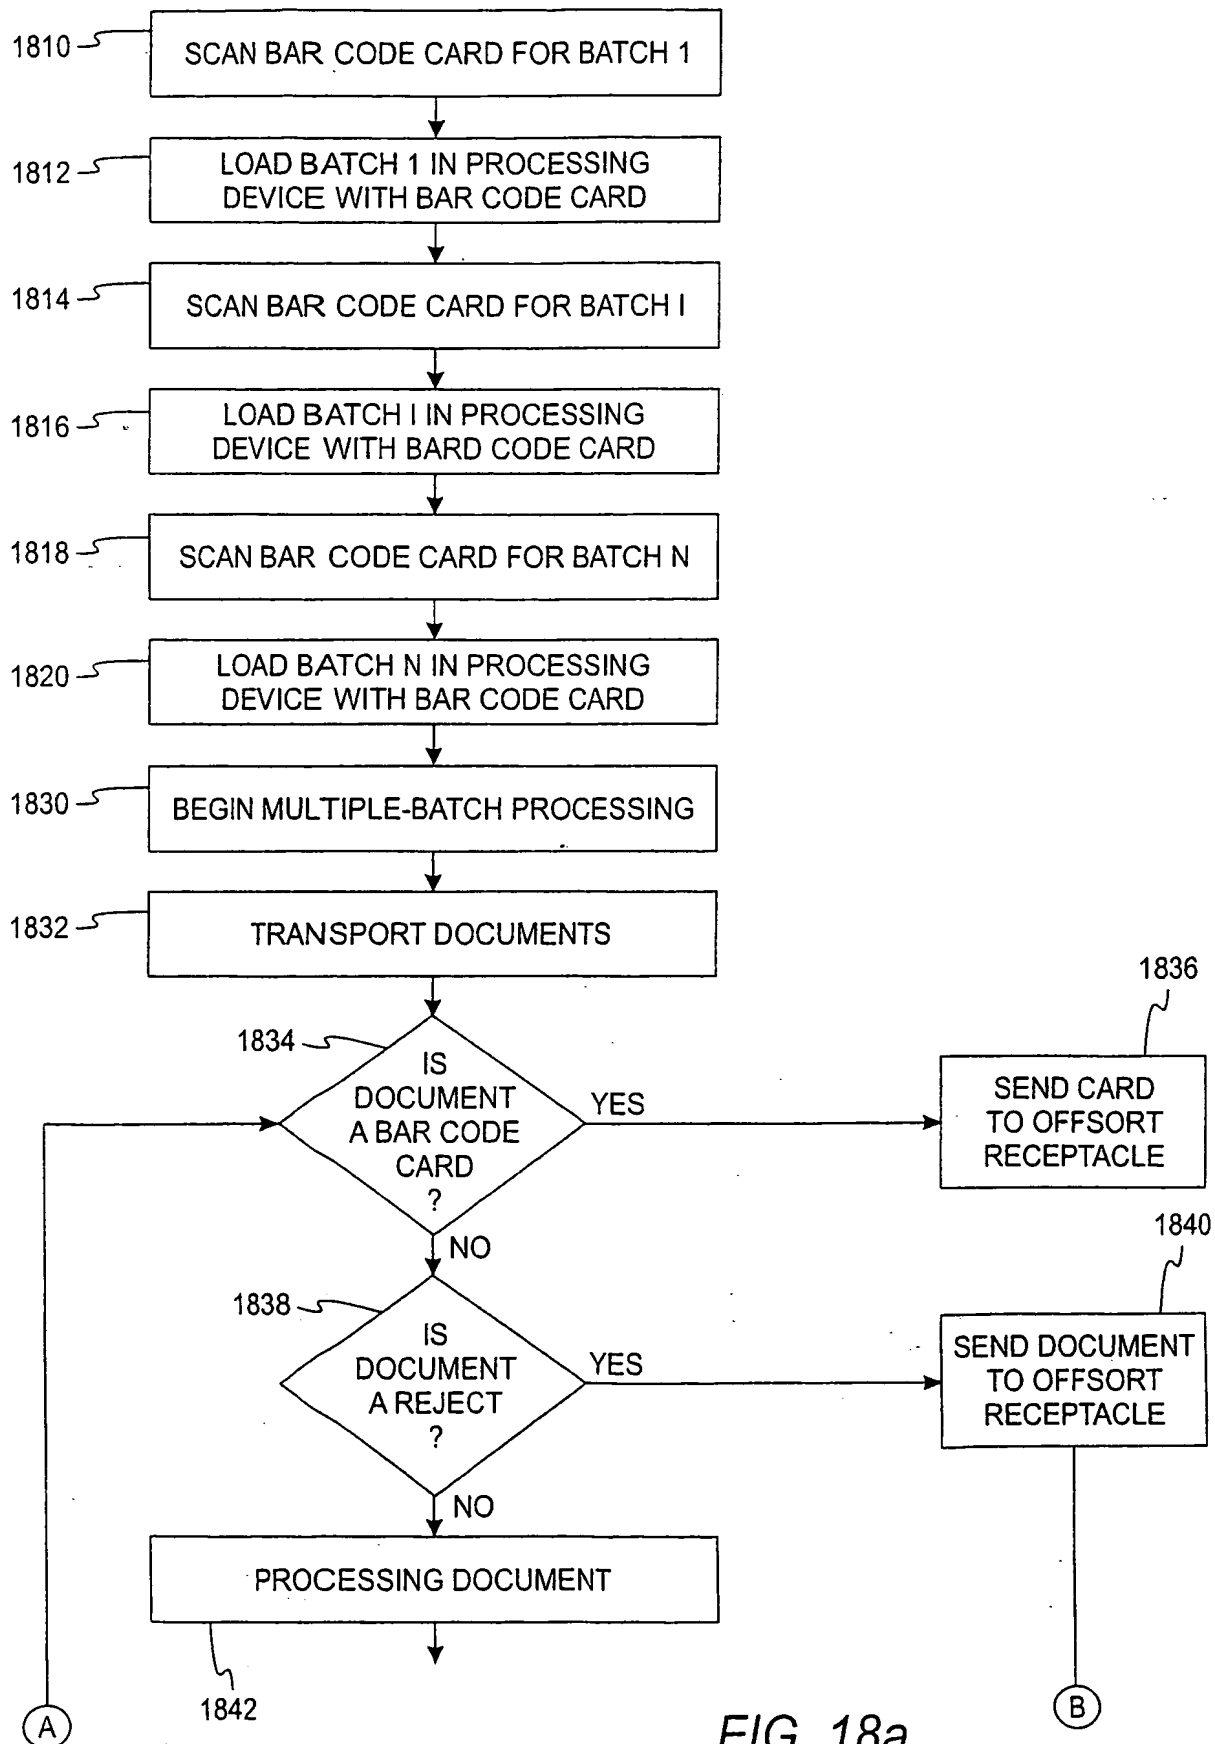 1810
SCAN BAR CODE CARD FOR BATCH 1
1812
LOAD BATCH 1 IN PROCESSING
DEVICE WITH BAR CODE CARD
1814
SCAN BAR CODE CARD FOR BATCH I
1816
LOAD BATCH I IN PROCESSING
DEVICE WITH BARD CODE CARD
1818
SCAN BAR CODE CARD FOR BATCH N
1820
LOAD BATCH N IN PROCESSING
DEVICE WITH BAR CODE CARD
1830
BEGIN MULTIPLE-BATCH PROCESSING
1832
TRANSPORT DOCUMENTS
1834
IS
DOCUMENT
A BAR CODE
CARD
?
YES
1836
SEND CARD
TO OFFSORT
RECEPTACLE
NO
1838
IS
DOCUMENT
A REJECT
?
YES
1840
SEND DOCUMENT
TO OFFSORT
RECEPTACLE
NO
PROCESSING DOCUMENT
1842
A
B
FIG. 18a